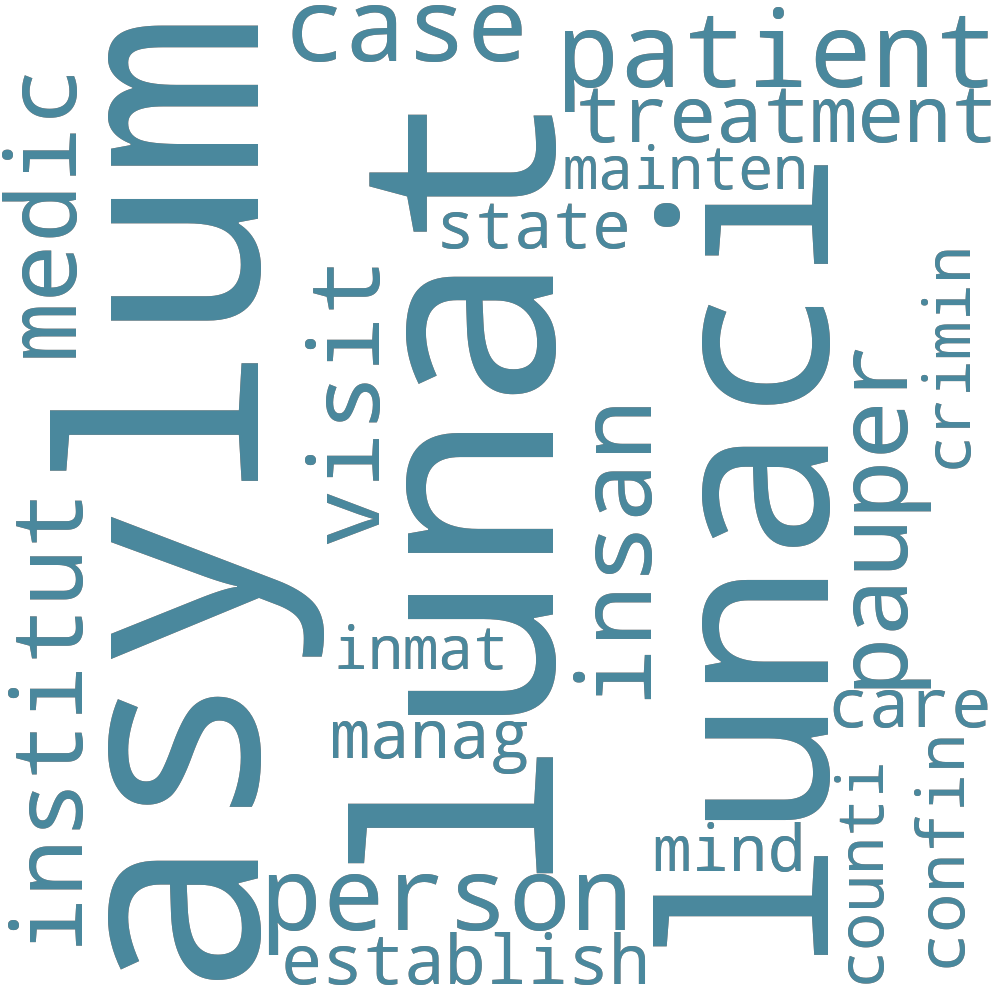 case
patient
treatment
mainten
state
medic
asylum
lunat
visit
lunaci
insan
crimin
pauper
institut
inmat
manag
care
mind
person
establish
counti
confin